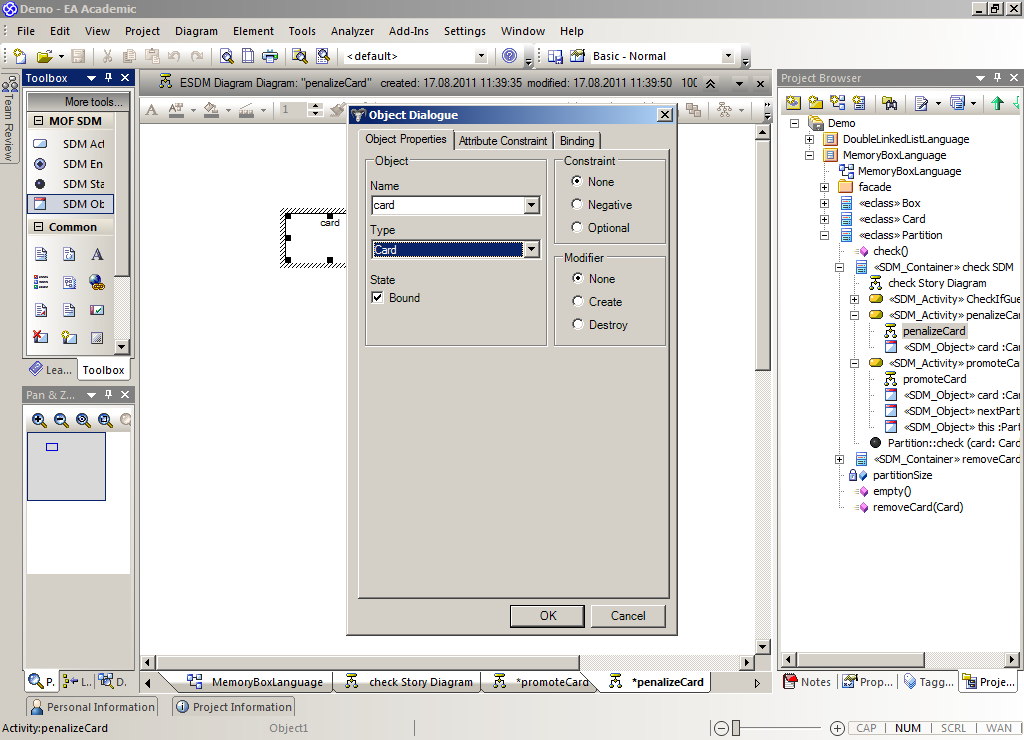 Demo - EA Academic
File Edit View Project Diagram Element Tools Analyzer Add-Ins Settings Window Help
<default> Basic - Normal
Team Review
Toolbox
More tools...
MOF SDM
SDM Act
SDM En
SDM Sta
SDM Ob
Common
A
Lea... Toolbox
Pan & Z...
P. L.. D.
ESDM Diagram Diagram: "penalizeCard" created: 17.08.2011 11:39:35 modified: 17.08.2011 11:39:50 100
A 1
card
Object Dialogue
Object Properties Attribute Constraint Binding
Object
Name
card
Type
Card
State
Bound
Constraint
None
Negative
Optional
Modifier
None
Create
Destroy
OK Cancel
MemoryBoxLanguage check Story Diagram *promoteCard *penalizeCard
Project Browser
Demo
DoubleLinkedListLanguage
MemoryBoxLanguage
MemoryBoxLanguage
facade
«eclass» Box
«eclass» Card
«eclass» Partition
check()
«SDM_Container» check SDM
check Story Diagram
«SDM_Activity» CheckIfGue
«SDM_Activity» penalizeCar
penalizeCard
«SDM_Object» card :Car
«SDM_Activity» promoteCa
promoteCard
«SDM_Object» card :Car
«SDM_Object» nextPart
«SDM_Object» this :Part
Partition::check (card: Card
«SDM_Container» removeCard
partitionSize
empty()
removeCard(Card)
Notes Prop... Tagg... Proje...
Personal Information Project Information
Activity:penalizeCard Object1 CAP NUM SCRL WAN